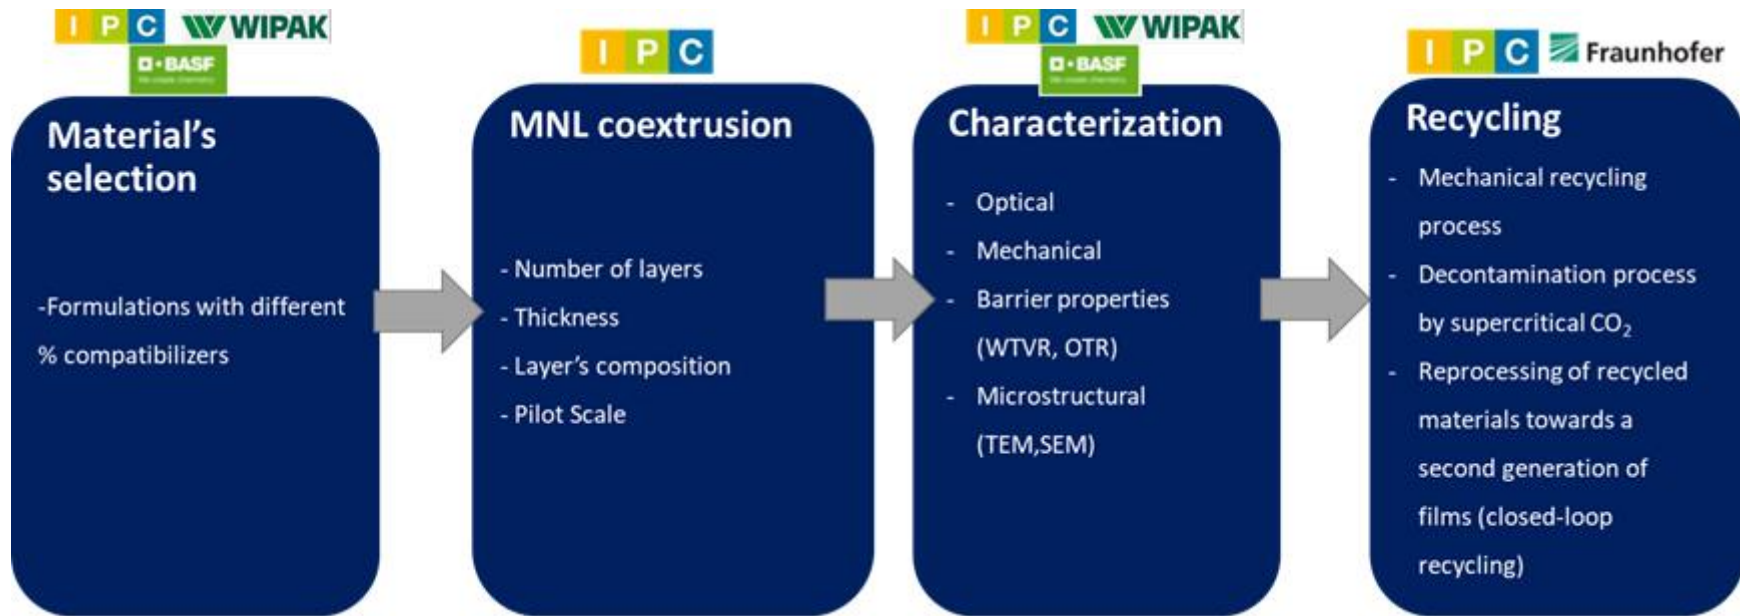 I P C WIPAK
BASF
Material's
selection
-Formulations with different
% compatibilizers
I P C
MNL coextrusion
- Number of layers
- Thickness
- Layer's composition
- Pilot Scale
I P C WIPAK
BASF
Characterization
- Optical
- Mechanical
- Barrier properties
(WTVR, OTR)
- Microstructural
(TEM,SEM)
I P C Fraunhofer
Recycling
- Mechanical recycling
process
- Decontamination process
by supercritical CO₂
- Reprocessing of recycled
materials towards a
second generation of
films (closed-loop
recycling)